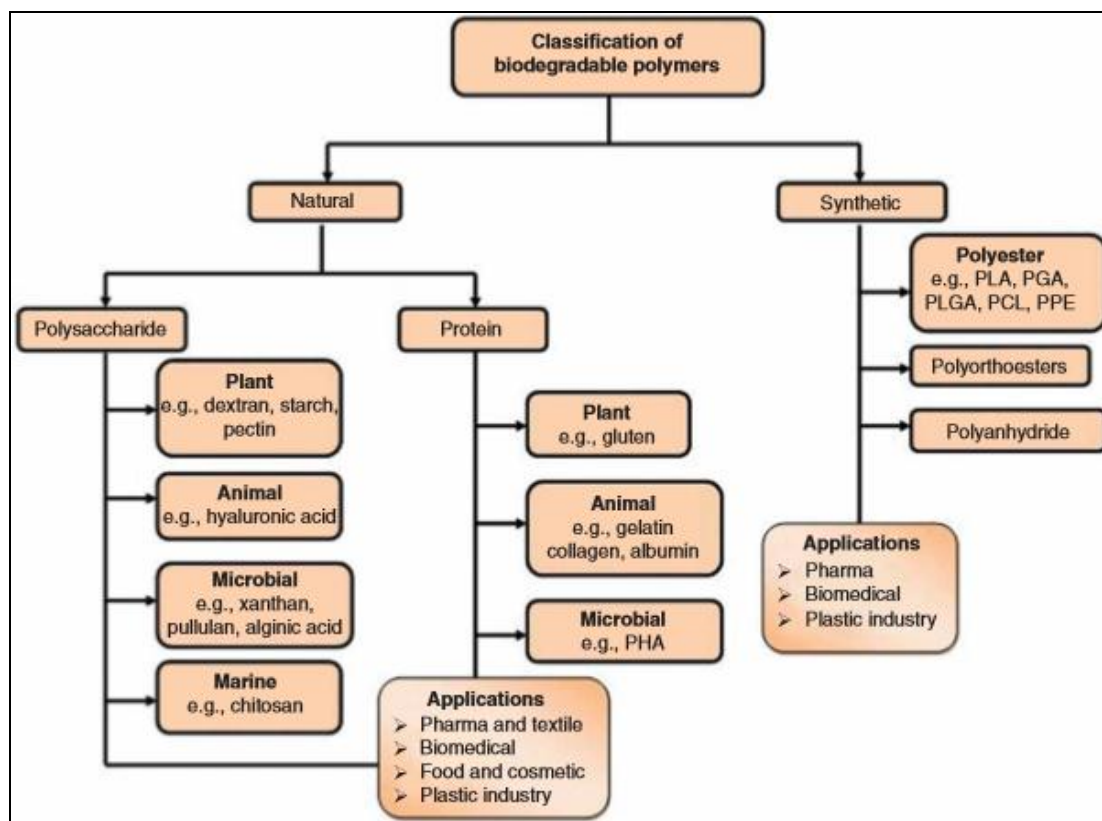 Classification of
biodegradable polymers
Natural
Synthetic
Polysaccharide
Protein
Polyester
e.g., PLA, PGA,
PLGA, PCL, PPE
Polyorthoesters
Polyanhydride
Plant
e.g., dextran, starch,
pectin
Animal
e.g., hyaluronic acid
Microbial
e.g., xanthan,
pullulan, alginic acid
Marine
e.g., chitosan
Plant
e.g., gluten
Animal
e.g., gelatin
collagen, albumin
Microbial
e.g., PHA
Applications
➢ Pharma and textile
➢ Biomedical
➢ Food and cosmetic
➢ Plastic industry
Applications
➢ Pharma
➢ Biomedical
➢ Plastic industry